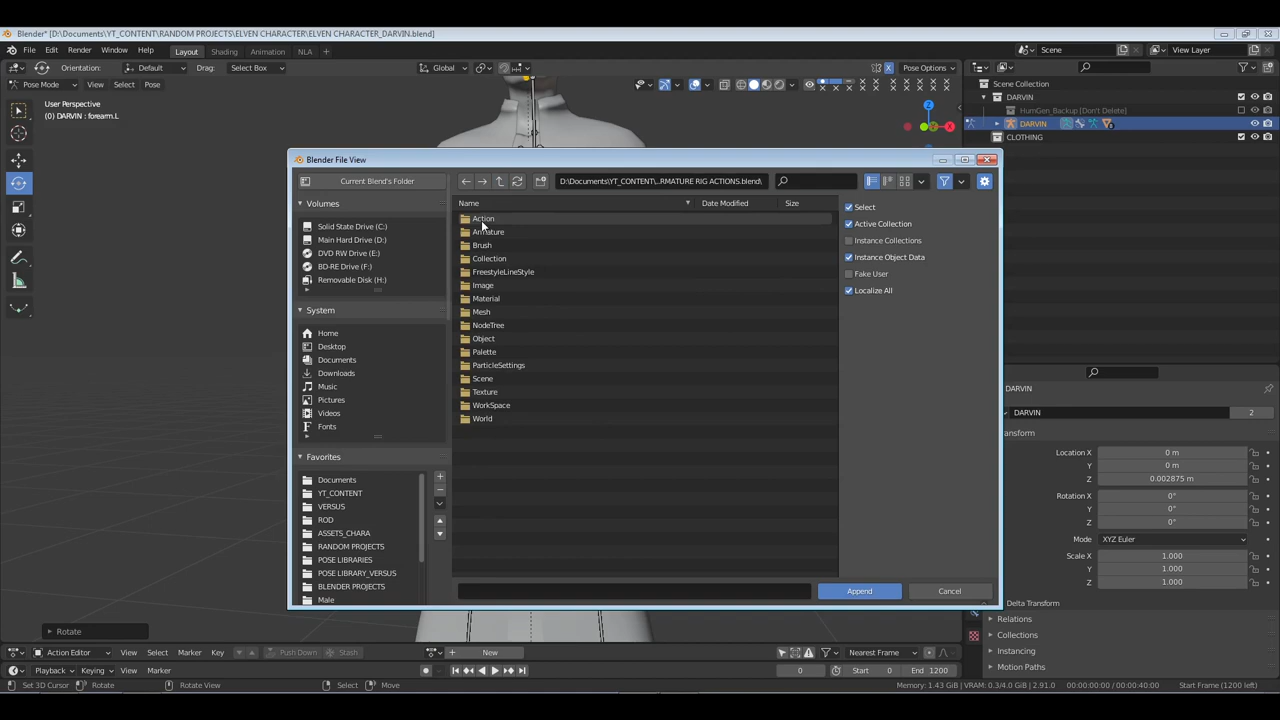 Blender* [D:\Documents\YT_CONTENT\RANDOM PROJECTS\ELVEN CHARACTER\ELVEN CHARACTER_DARVIN.blend]
File Edit Render Window Help Layout Shading Animation NLA + Scene View Layer
Orientation: Default Drag: Select Box Global Pose Options
Pose Mode View Select Pose
User Perspective
(0) DARVIN : forearm.L
Scene Collection
DARVIN
HumGen_Backup [Don't Delete]
DARVIN
CLOTHING
Blender File View
Current Blend's Folder
D:\Documents\YT_CONTENT\...RMATURE RIG ACTIONS.blend\
Volumes
Solid State Drive (C:)
Main Hard Drive (D:)
DVD RW Drive (E:)
BD-RE Drive (F:)
Removable Disk (H:)
System
Home
Desktop
Documents
Downloads
Music
Pictures
Videos
Fonts
Favorites
Documents
YT_CONTENT
VERSUS
ROD
ASSETS_CHARA
RANDOM PROJECTS
POSE LIBRARIES
POSE LIBRARY_VERSUS
BLENDER PROJECTS
Male
Name Date Modified Size
Action
Armature
Brush
Collection
FreestyleLineStyle
Image
Material
Mesh
NodeTree
Object
Palette
ParticleSettings
Scene
Texture
WorkSpace
World
Select
Active Collection
Instance Collections
Instance Object Data
Fake User
Localize All
Append Cancel
DARVIN
DARVIN 2
ransform
Location X 0 m
Y 0 m
Z 0.002875 m
Rotation X 0°
Y 0°
Z 0°
Mode XYZ Euler
Scale X 1.000
Y 1.000
Z 1.000
Delta Transform
Relations
Collections
Instancing
Motion Paths
Rotate
Action Editor View Select Marker Channel Key Push Down Stash + New Nearest Frame
Playback Keying View Marker 0 Start 0 End 1200
Set 3D Cursor Rotate Rotate View Select Move Memory: 1.43 GiB | VRAM: 0.3/4.0 GiB | 2.91.0 00:00:00:00 / 00:00:40:00 Start Frame (1200 left)